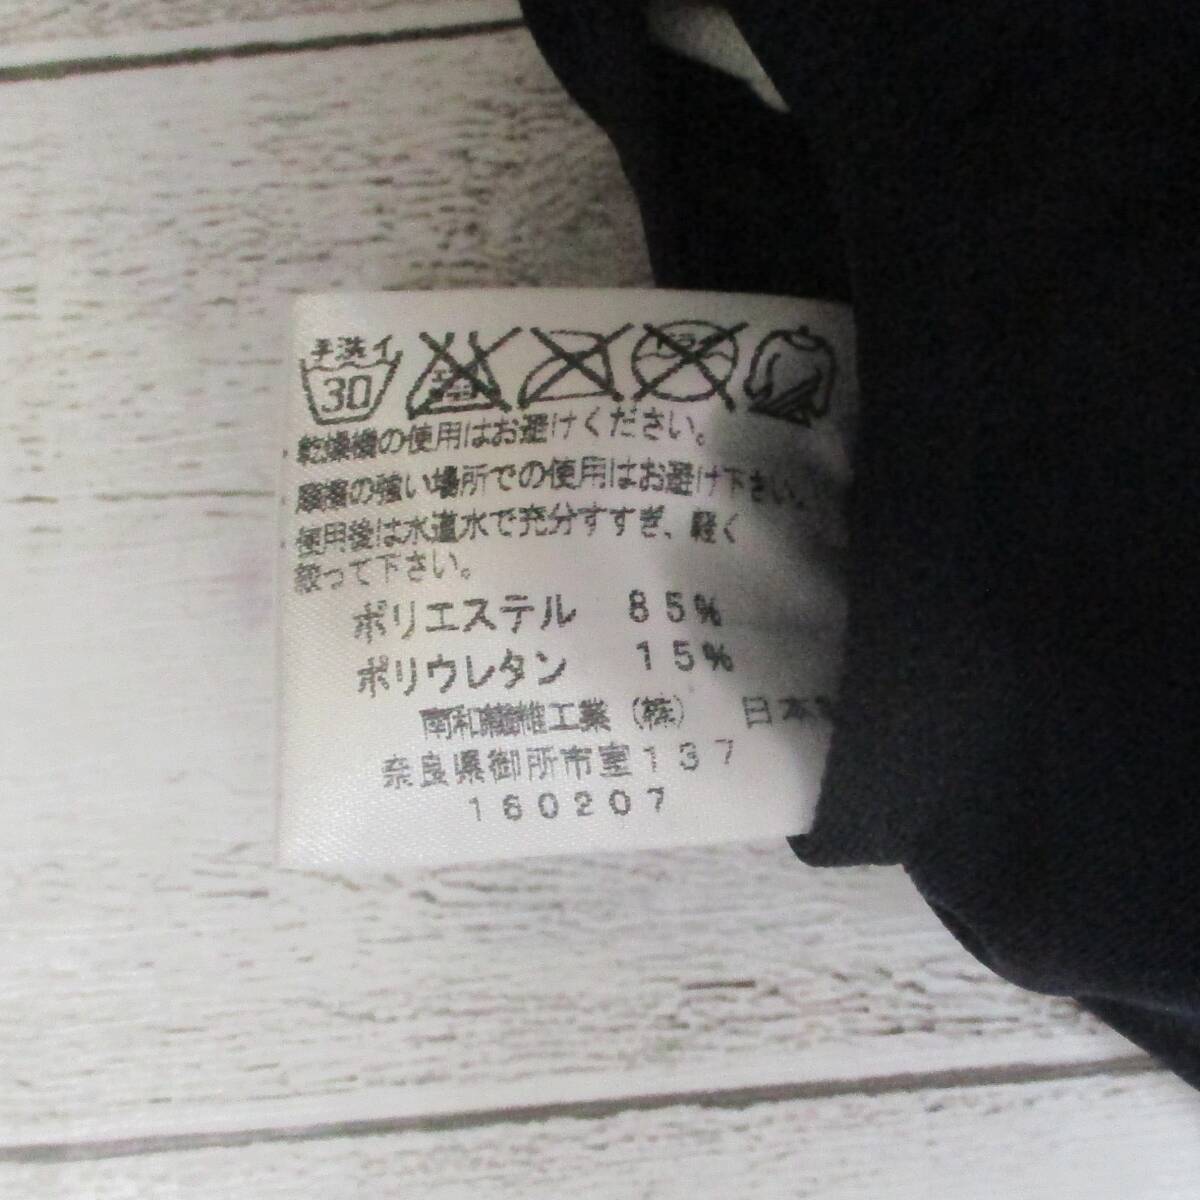 手洗イ
30
乾燥機の使用はお避けください。
の強い場所での使用はお避け下さい。
使用後は水道水で充分すすぎ、軽く
絞って下さい。
ポリエステル 85%
ポリウレタン 15%
南和繊維工業(株) 日本
奈良県御所市室137
160207